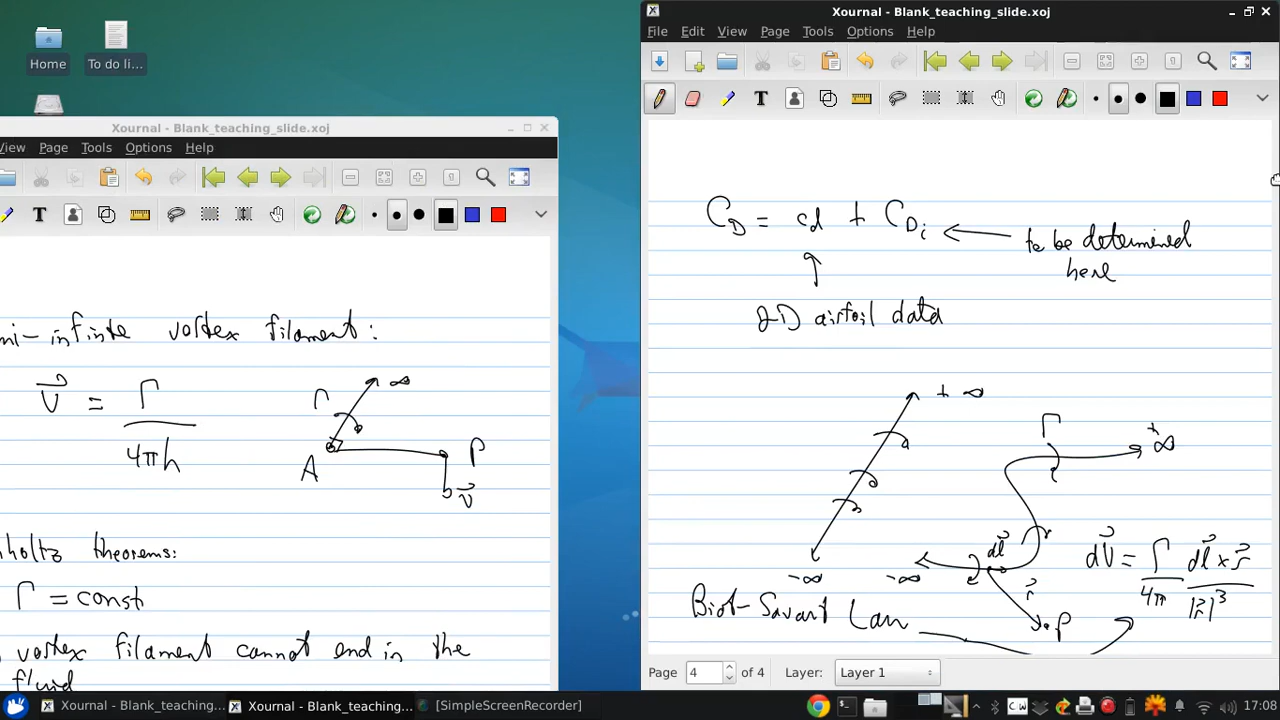 Xournal - Blank_teaching_slide.xoj
File Edit View Page Tools Options Help
Home
To do li...
C_D = cd + C_Di
to be determined
here
2D airfoil data
+ ∞
Γ
+
∞
dl
-∞
-∞
r
P
dV = Γ/4π dl x r/|r|^3
Biot-Savart Law
Page 4 of 4 Layer: Layer 1
Xournal - Blank_teaching_slide.xoj
View Page Tools Options Help
mi-infinite vortex filament:
V = Γ/4πh
Γ
∞
A
P
V
holtz theorems:
Γ = const
vortex filament cannot end in the
fluid
Xournal - Blank_teaching...
Xournal - Blank_teaching...
[SimpleScreenRecorder]
17:08